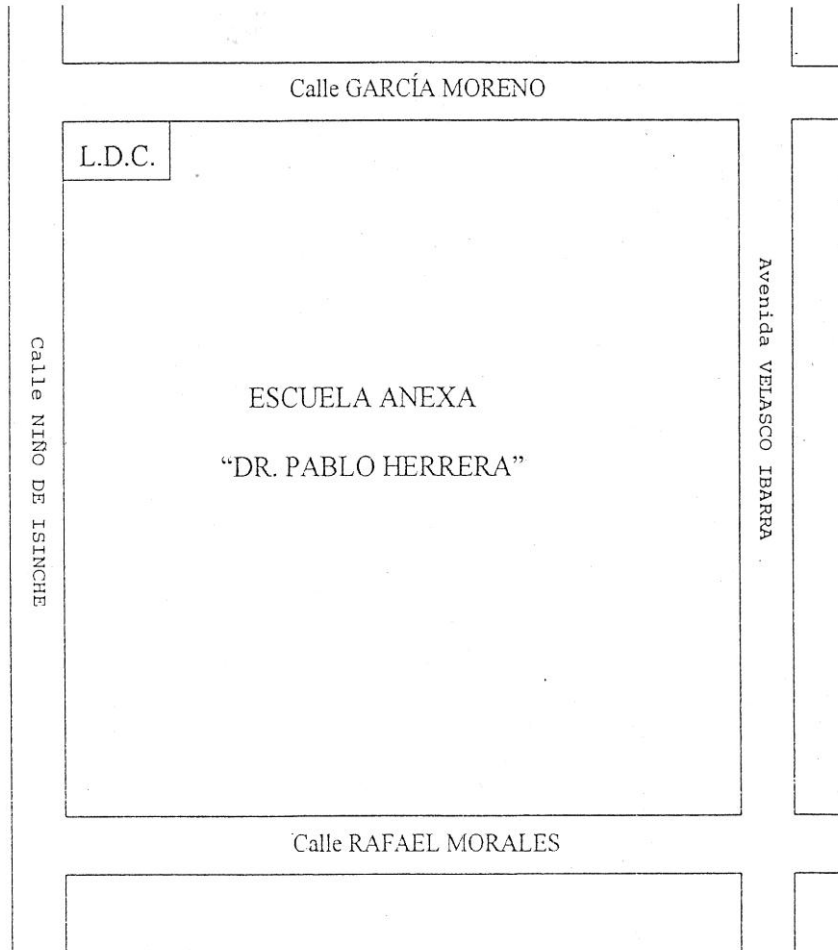 Calle GARCÍA MORENO
L.D.C.
Calle NIÑO DE ISINCHE
ESCUELA ANEXA
“DR. PABLO HERRERA”
Avenida VELASCO IBARRA
Calle RAFAEL MORALES